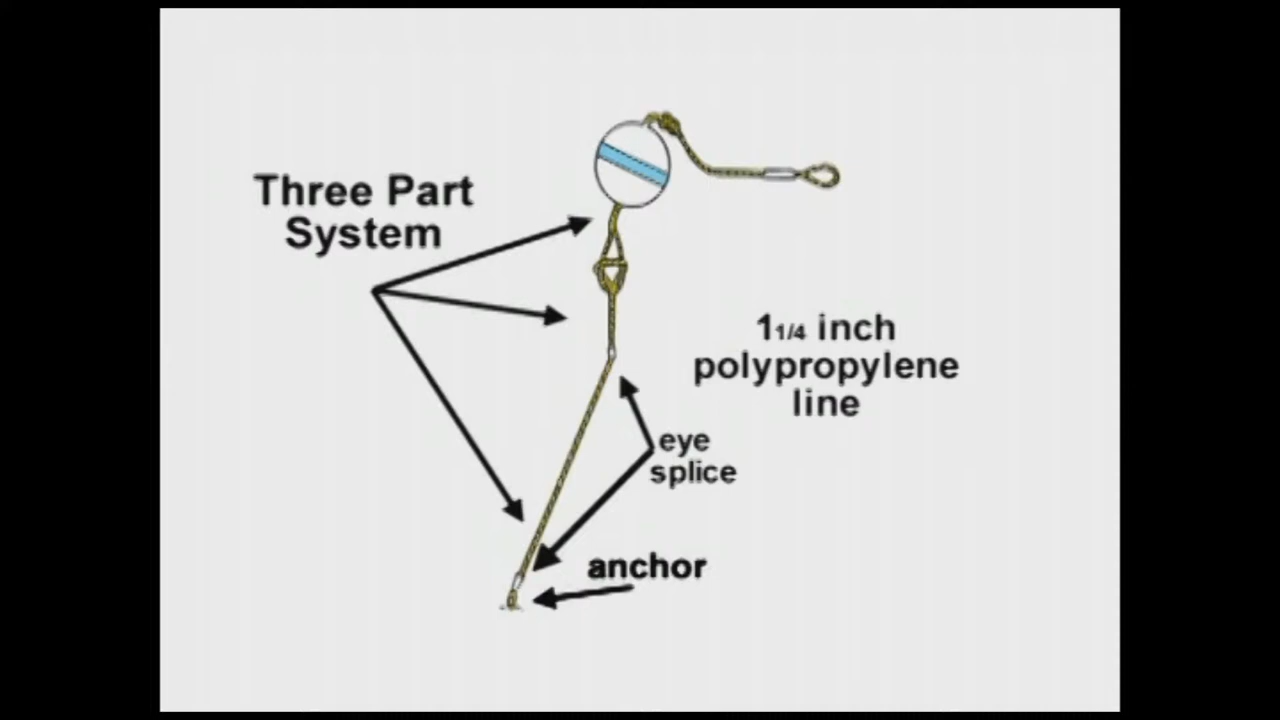 Three Part
System
1 1/4 inch
polypropylene
line
eye
splice
anchor